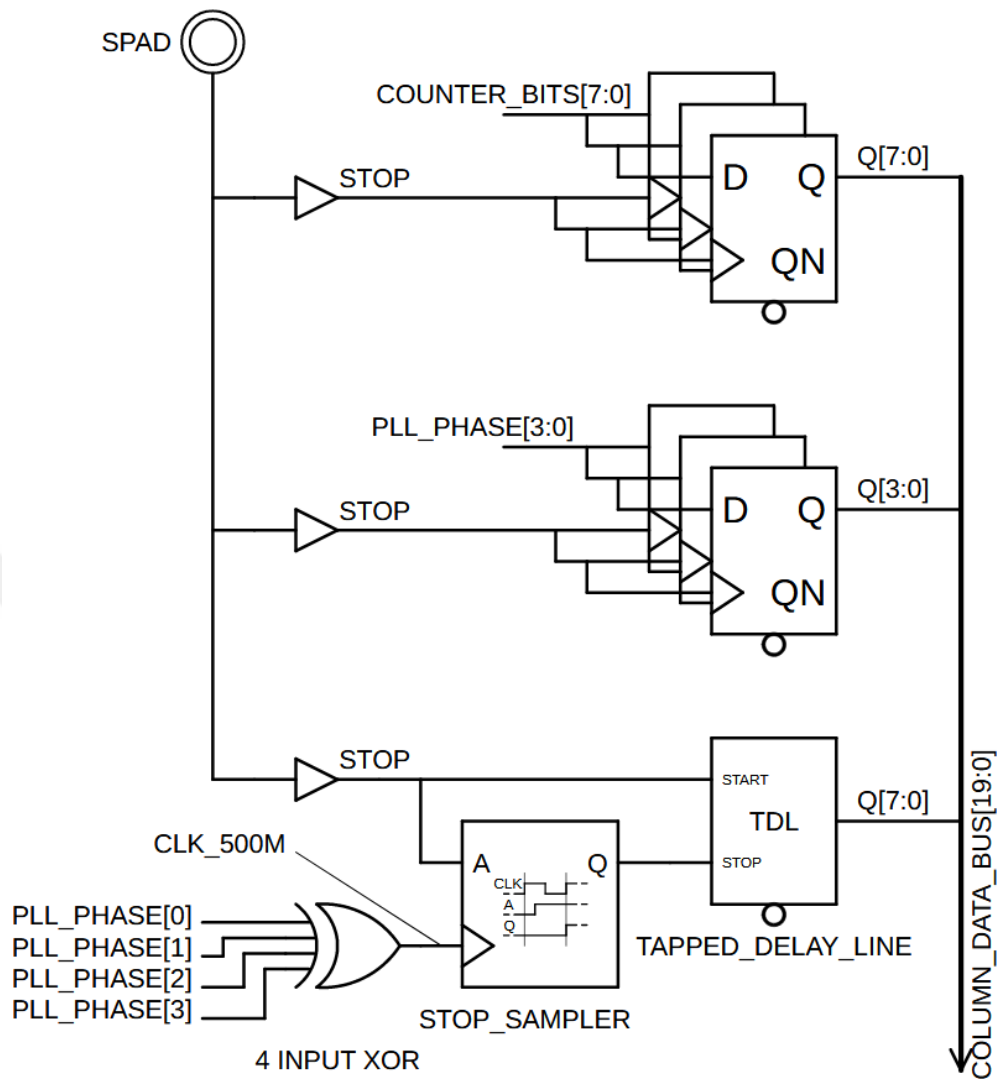 SPAD
COUNTER_BITS[7:0]
STOP
D
Q
QN
Q[7:0]
PLL_PHASE[3:0]
STOP
D
Q
QN
Q[3:0]
STOP
START
TDL
STOP
Q[7:0]
TAPPED_DELAY_LINE
CLK_500M
A
Q
CLK
A
Q
STOP_SAMPLER
PLL_PHASE[0]
PLL_PHASE[1]
PLL_PHASE[2]
PLL_PHASE[3]
4 INPUT XOR
COLUMN_DATA_BUS[19:0]